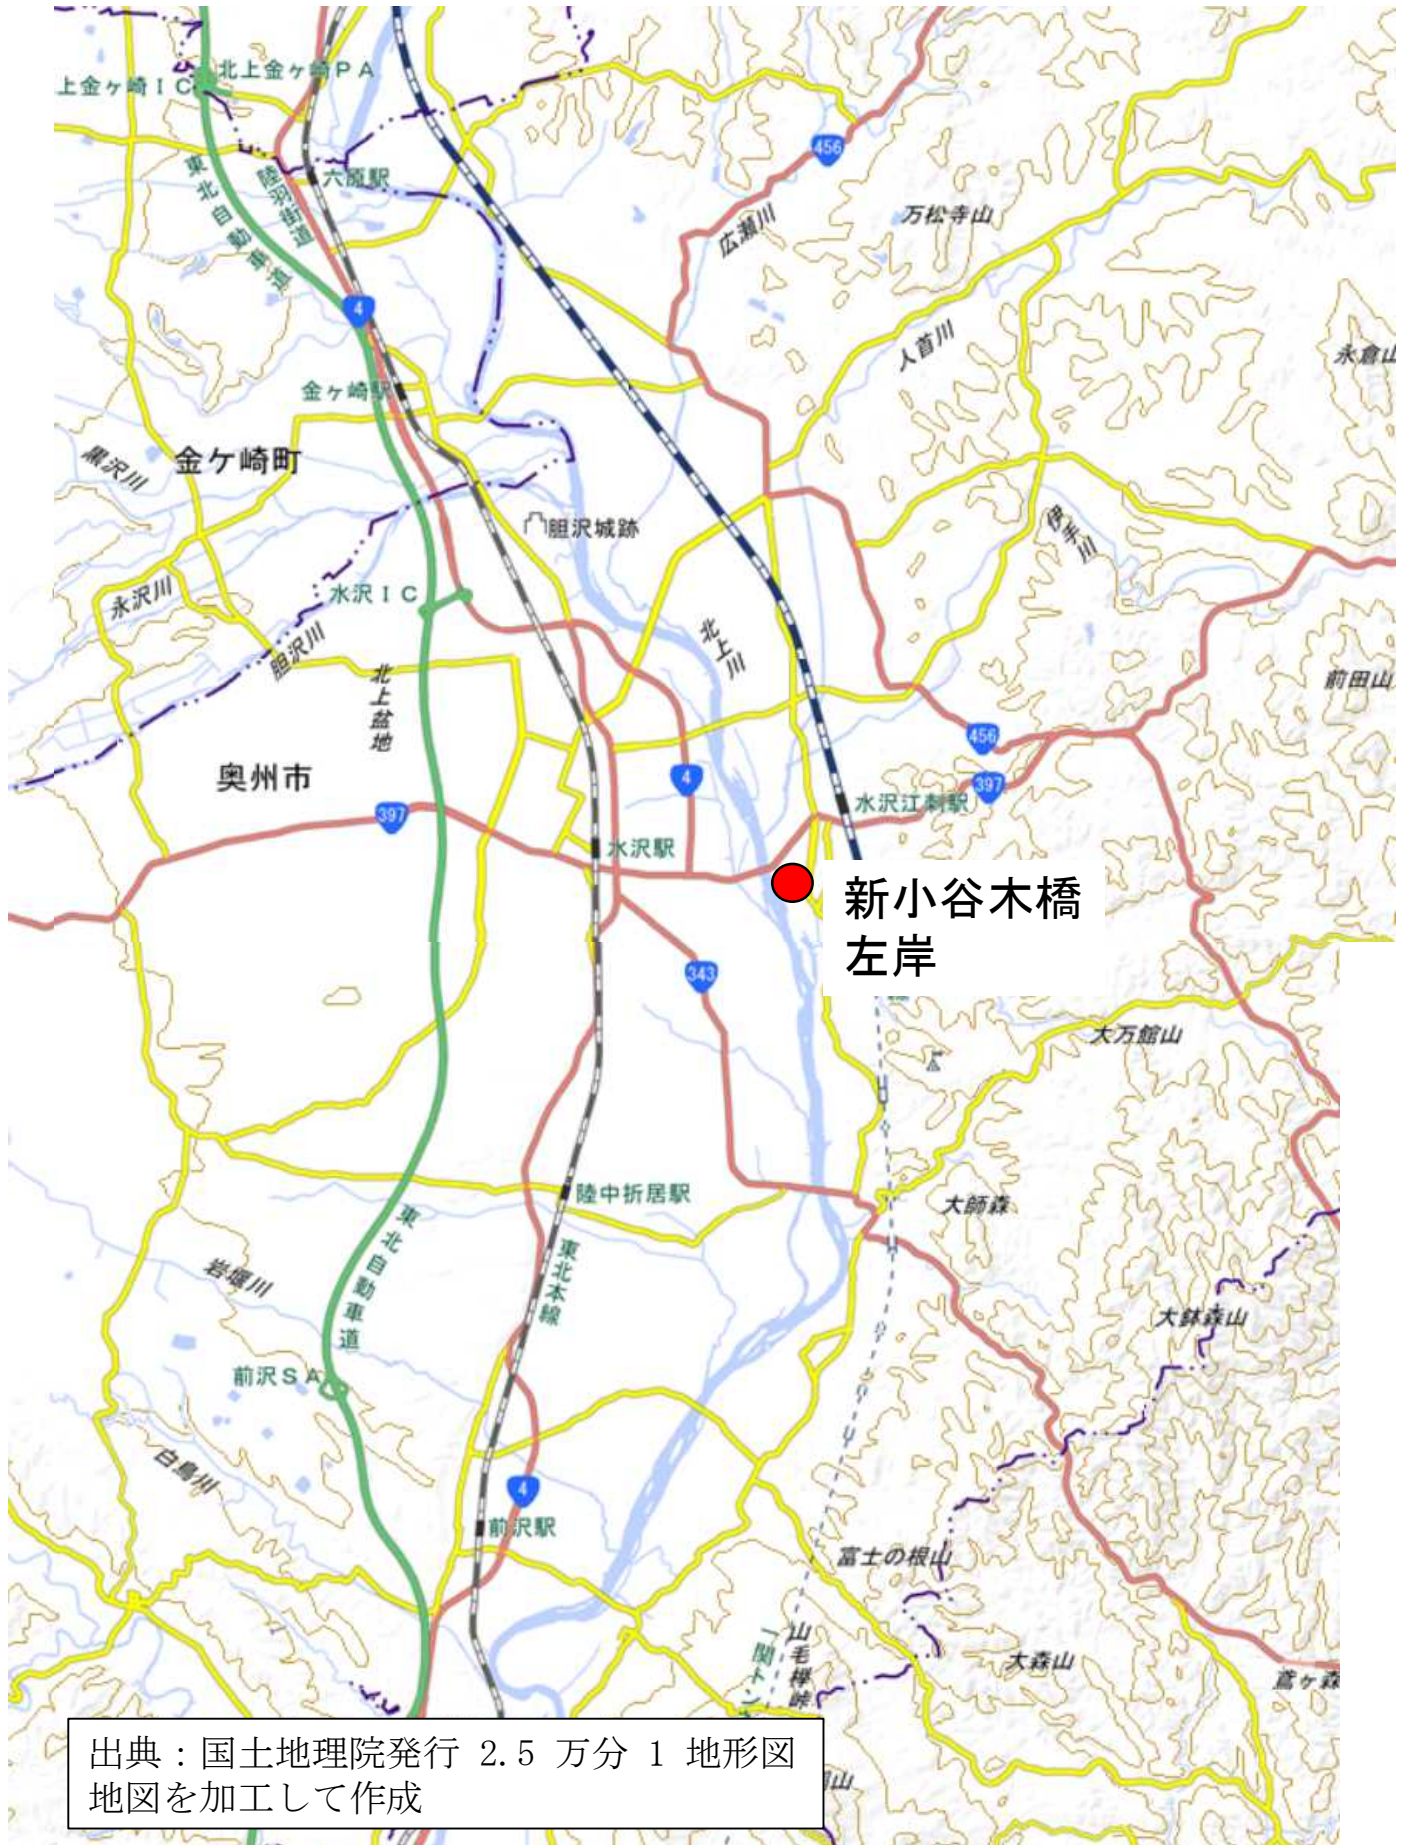 北上金ヶ崎PA
上金ヶ崎IC
456
六原駅
東北自動車道
陸羽街道
広瀬川
万松寺山
4
人首川
永倉山
金ヶ崎駅
黒沢川
金ケ崎町
胆沢城跡
伊手川
水沢IC
永沢川
胆沢川
北上川
北上盆地
前田山
456
奥州市
4
397
397
水沢江刺駅
水沢駅
新小谷木橋
左岸
343
大万館山
陸中折居駅
大師森
東北自動車道
東北本線
岩堰川
大鉢森山
前沢SA
白鳥川
4
前沢駅
富士の根山
一関トン
山毛欅峠
大森山
鳶ヶ森
出典：国土地理院発行 2.5 万分 1 地形図
地図を加工して作成